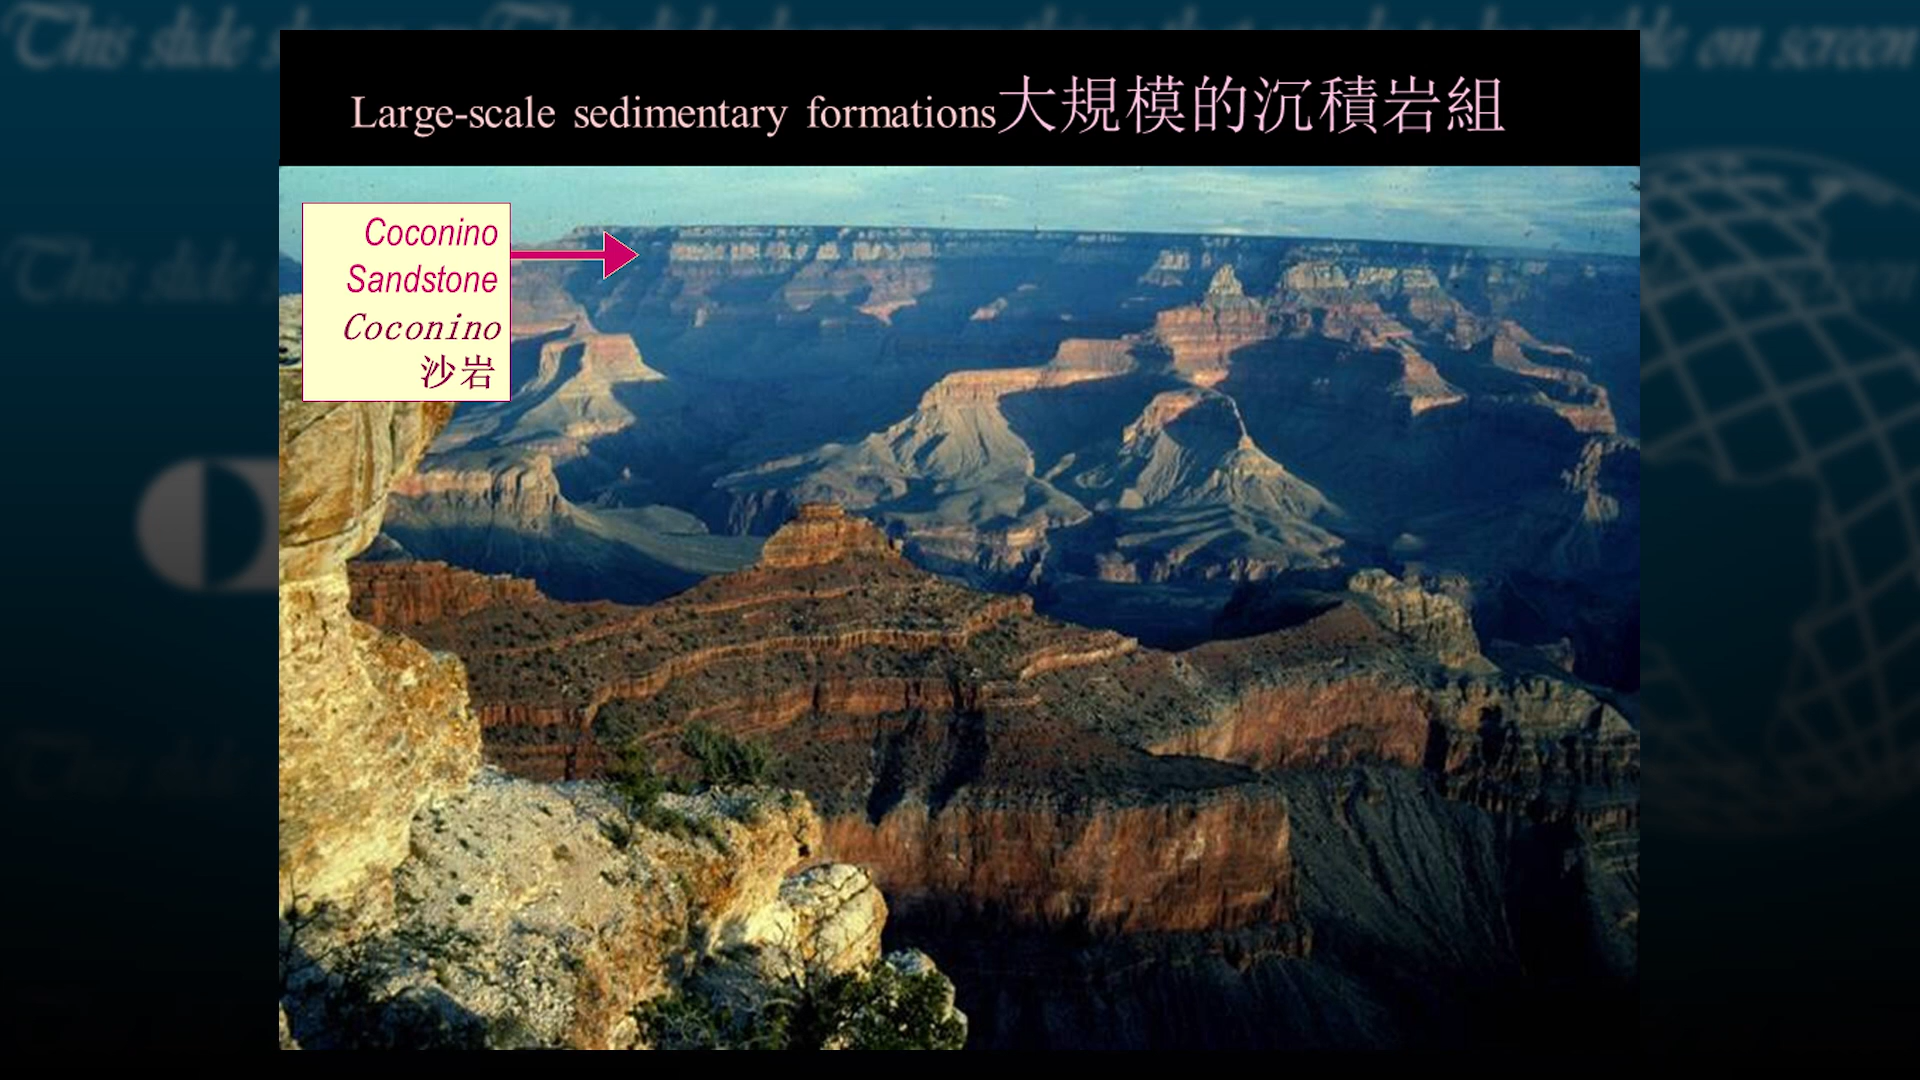 Large-scale sedimentary formations大規模的沉積岩組
Coconino
Sandstone
Coconino
沙岩